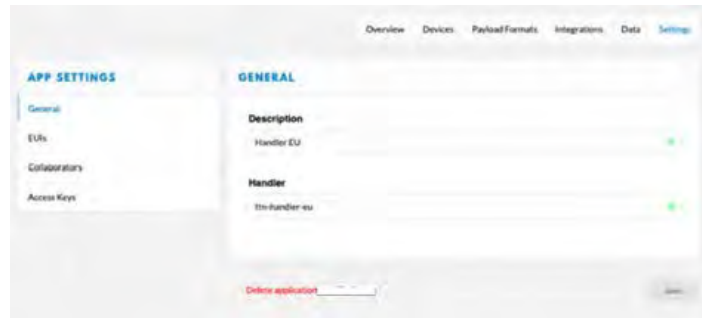 Overview Devices Payload Formats Integrations Data Settings
APP SETTINGS
General
EUIs
Collaborators
Access Keys
GENERAL
Description
Handler EU
Handler
ttn-handler-eu
Delete application